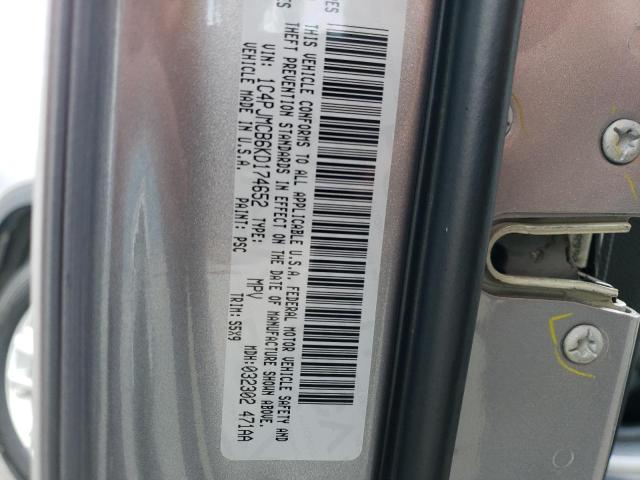 THIS VEHICLE CONFORMS TO ALL APPLICABLE U.S.A. FEDERAL MOTOR VEHICLE SAFETY AND
THEFT PREVENTION STANDARDS IN EFFECT ON THE DATE OF MANUFACTURE SHOWN ABOVE.
VIN: 1C4PJMCB6KD174652 TYPE: MPV MDH:032302 471AA
VEHICLE MADE IN U.S.A. PAINT: PSC TRIM: S5X9